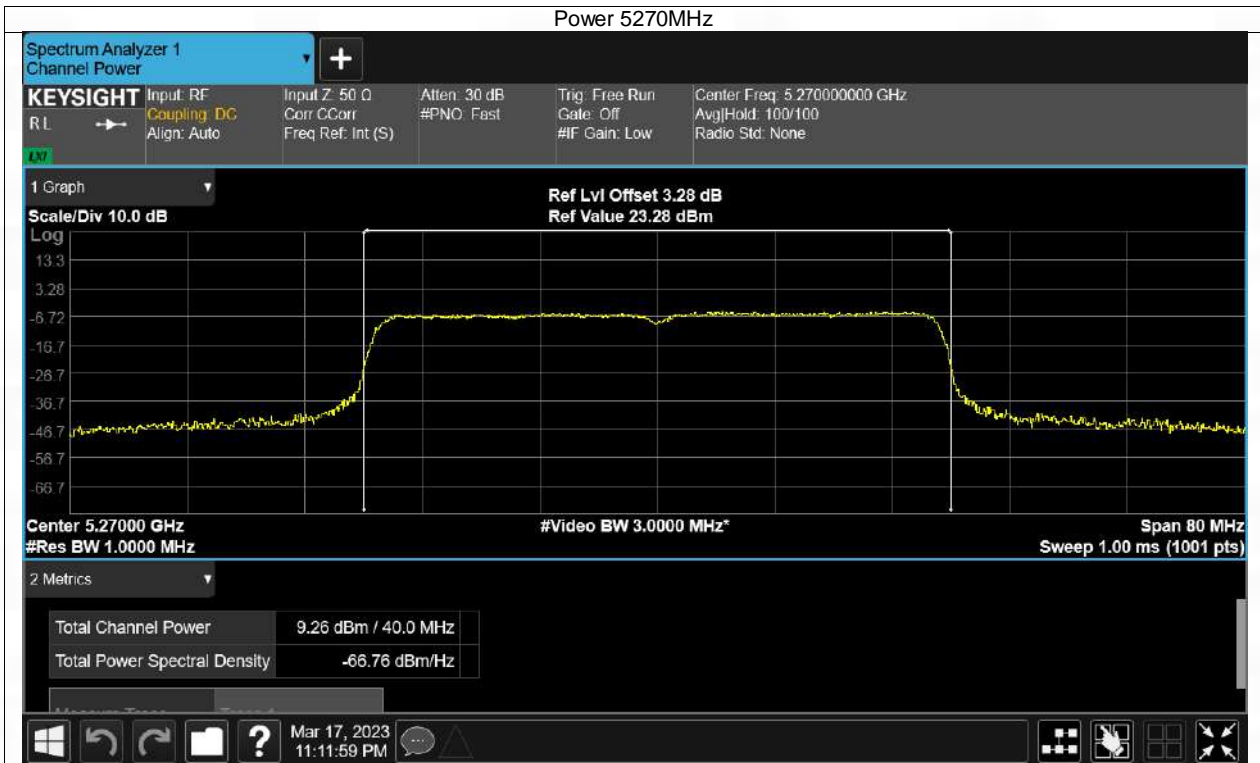 Power 5270MHz
Spectrum Analyzer 1
Channel Power
KEYSIGHT
RL
LXI
Input: RF
Coupling: DC
Align: Auto
Input Z: 50 Ω
Corr CCorr
Freq Ref: Int (S)
Atten: 30 dB
#PNO: Fast
Trig: Free Run
Gate: Off
#IF Gain: Low
Center Freq: 5.270000000 GHz
Avg|Hold: 100/100
Radio Std: None
1 Graph
Scale/Div 10.0 dB
Ref Lvl Offset 3.28 dB
Ref Value 23.28 dBm
Log
13.3
3.28
-6.72
-16.7
-26.7
-36.7
-46.7
-56.7
-66.7
Center 5.27000 GHz
#Video BW 3.0000 MHz*
Span 80 MHz
#Res BW 1.0000 MHz
Sweep 1.00 ms (1001 pts)
2 Metrics
Total Channel Power 9.26 dBm / 40.0 MHz
Total Power Spectral Density -66.76 dBm/Hz
Mar 17, 2023
11:11:59 PM